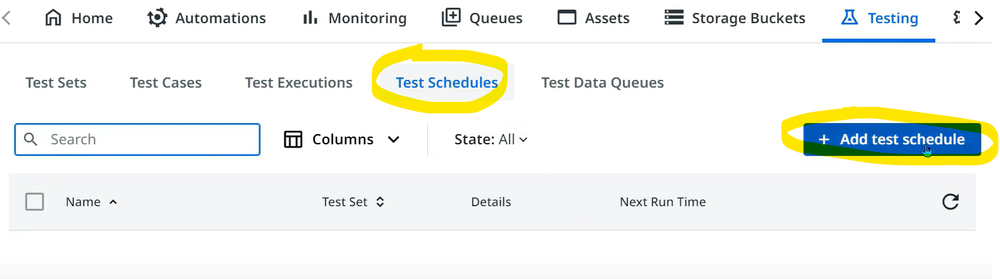 Home Automations Monitoring Queues Assets Storage Buckets Testing
Test Sets Test Cases Test Executions Test Schedules Test Data Queues
Search Columns State: All + Add test schedule
Name Test Set Details Next Run Time